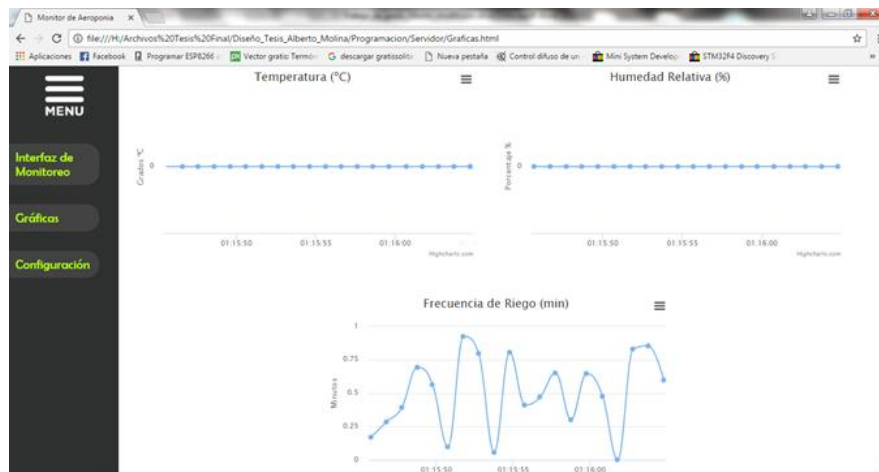 Monitor de Aeroponia
file:///H:/Archivos%20Tesis%20Final/Diseño_Tesis_Alberto_Molina/Programacion/Servidor/Graficas.html
Aplicaciones Facebook Programar ESP8266 Vector gratis: Termó descargar gratissolit Nueva pestaña Control difuso de un Mini System Develop STM32F4 Discovery S
MENU
Interfaz de
Monitoreo
Gráficas
Configuración
Temperatura (°C)
Grados °C
0
01:15:50 01:15:55 01:16:00
Highcharts.com
Humedad Relativa (%)
Porcentaje %
0
01:15:50 01:15:55 01:16:00
Highcharts.com
Frecuencia de Riego (min)
Minutos
1
0.75
0.5
0.25
0
01:15:50 01:15:55 01:16:00